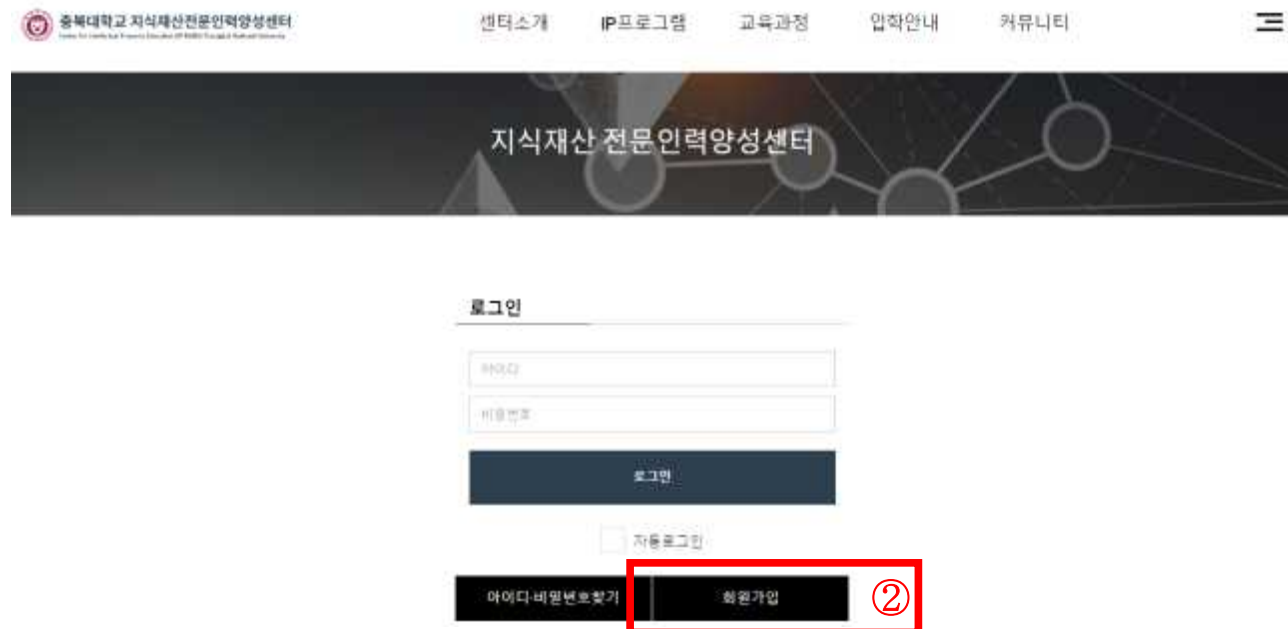 충북대학교 지식재산전문인력양성센터
센터소개 IP프로그램 교육과정 입학안내 커뮤니티
지식재산 전문인력양성센터
로그인
아이디
비밀번호
로그인
자동로그인
아이디·비밀번호찾기 회원가입 ②